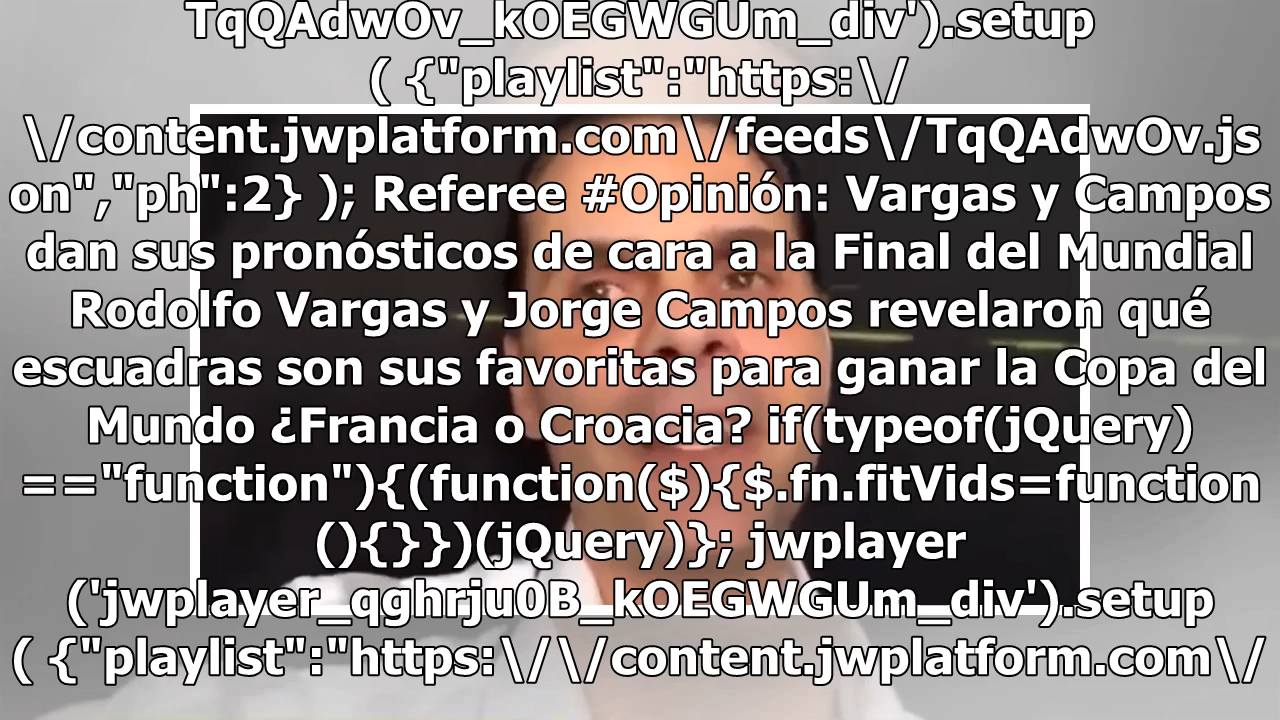 TqQAdwOv_kOEGWGUm_div').setup
( {"playlist":"https:\/
\/content.jwplatform.com\/feeds\/TqQAdwOv.js
on","ph":2} ); Referee #Opinión: Vargas y Campos
dan sus pronósticos de cara a la Final del Mundial
Rodolfo Vargas y Jorge Campos revelaron qué
escuadras son sus favoritas para ganar la Copa del
Mundo ¿Francia o Croacia? if(typeof(jQuery)
=="function"){(function($){$.fn.fitVids=function
(){}})(jQuery)}; jwplayer
('jwplayer_qghrju0B_kOEGWGUm_div').setup
( {"playlist":"https:\/\/content.jwplatform.com\/